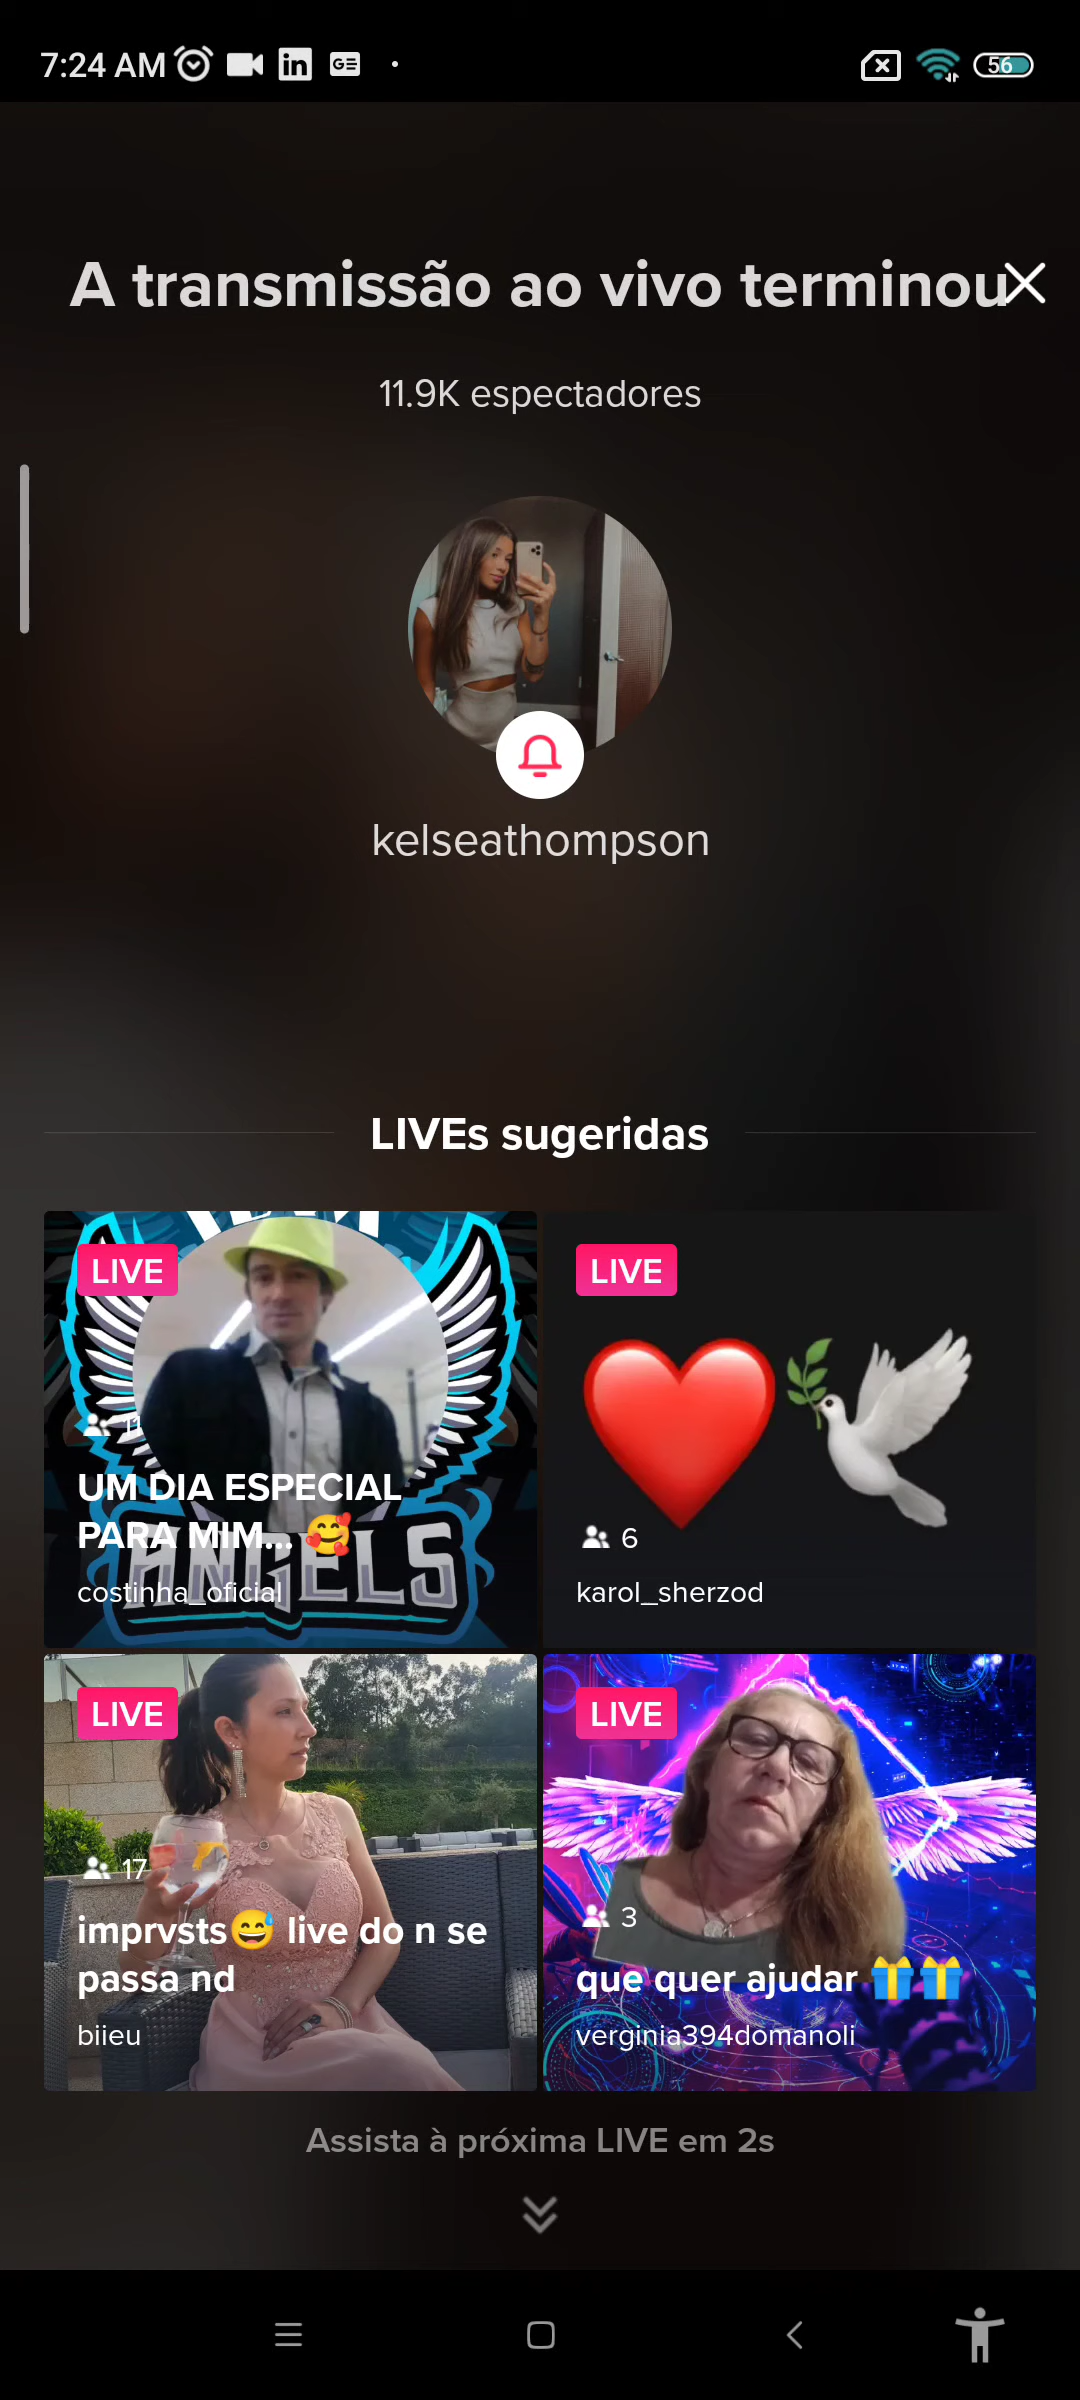 7:24 AM
56
A transmissão ao vivo terminou
11.9K espectadores
kelseathompson
LIVEs sugeridas
LIVE
11
UM DIA ESPECIAL
PARA MIM... 🥰
ANGELS
costinha_oficial
LIVE
❤️🕊️
6
karol_sherzod
LIVE
17
imprvsts😅 live do n se
passa nd
biieu
LIVE
3
que quer ajudar 🎁🎁
verginia394domanoli
Assista à próxima LIVE em 2s